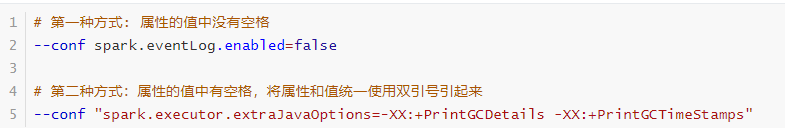 1 # 第一种方式: 属性的值中没有空格
2 --conf spark.eventLog.enabled=false
3
4 # 第二种方式：属性的值中有空格，将属性和值统一使用双引号引起来
5 --conf "spark.executor.extraJavaOptions=-XX:+PrintGCDetails -XX:+PrintGCTimeStamps"